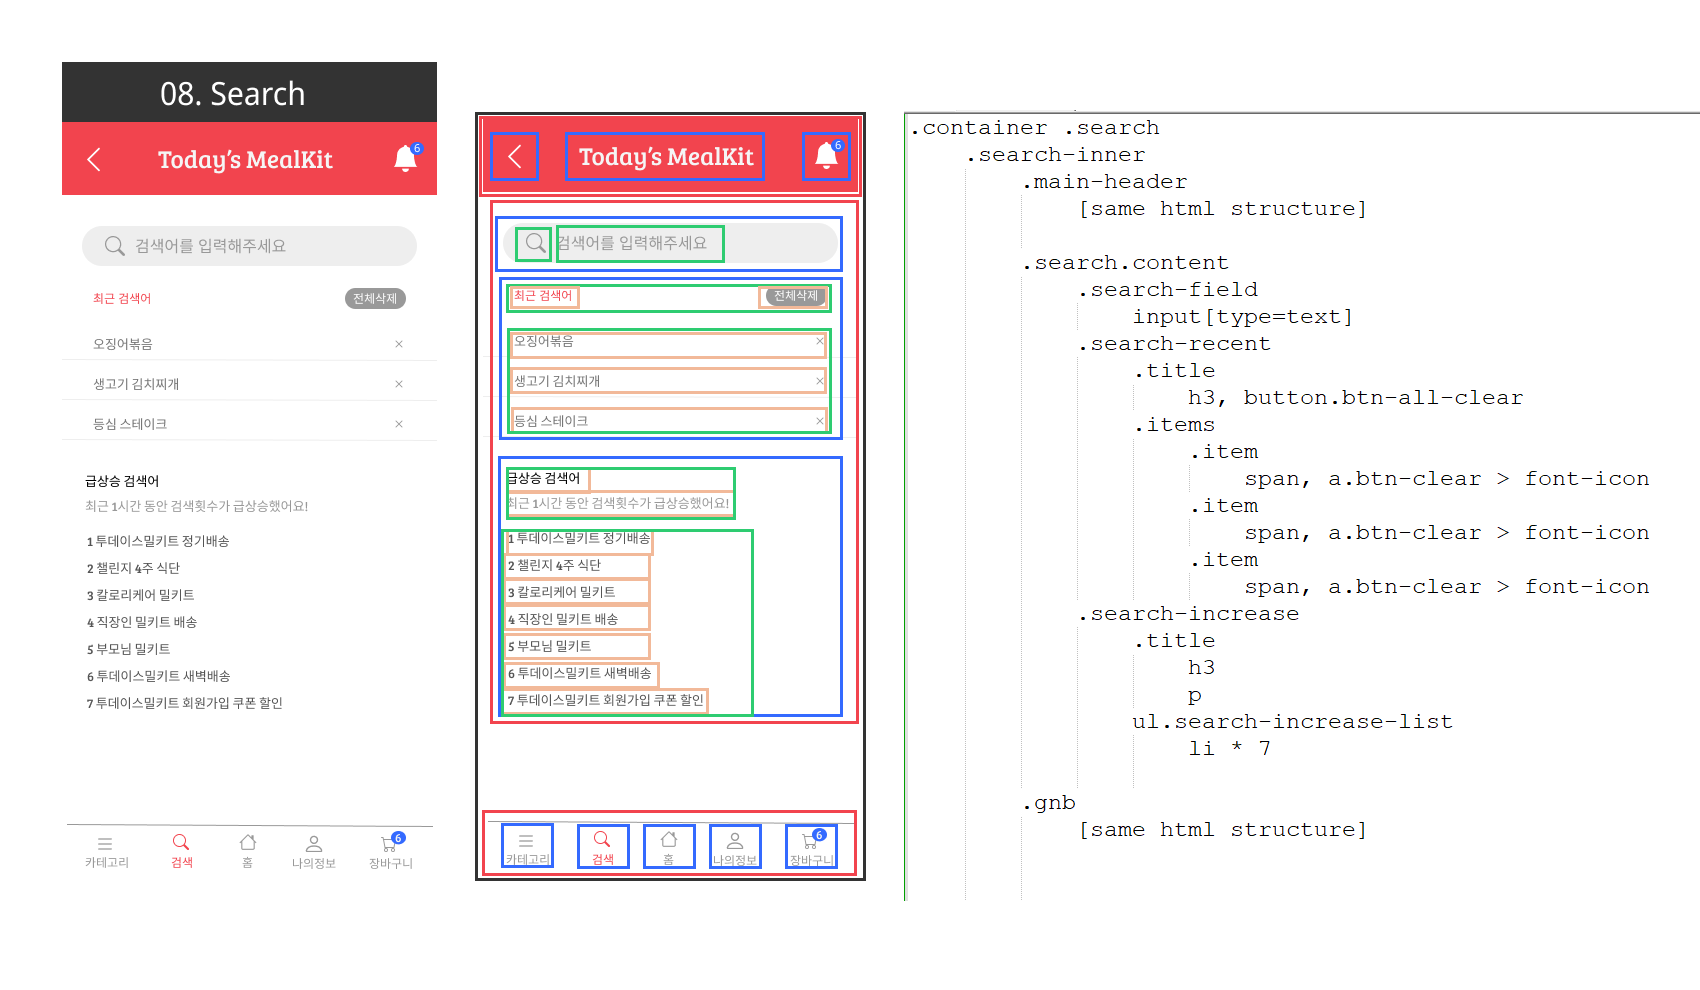 08. Search
Today's MealKit
6
검색어를 입력해주세요
최근 검색어
전체삭제
오징어볶음
×
생고기 김치찌개
×
등심 스테이크
×
급상승 검색어
최근 1시간 동안 검색횟수가 급상승했어요!
1 투데이스밀키트 정기배송
2 챌린지 4주 식단
3 칼로리케어 밀키트
4 직장인 밀키트 배송
5 부모님 밀키트
6 투데이스밀키트 새벽배송
7 투데이스밀키트 회원가입 쿠폰 할인
6
카테고리
검색
홈
나의정보
장바구니
Today's MealKit
6
검색어를 입력해주세요
최근 검색어
전체삭제
오징어볶음
×
생고기 김치찌개
×
등심 스테이크
×
급상승 검색어
최근 1시간 동안 검색횟수가 급상승했어요!
1 투데이스밀키트 정기배송
2 챌린지 4주 식단
3 칼로리케어 밀키트
4 직장인 밀키트 배송
5 부모님 밀키트
6 투데이스밀키트 새벽배송
7 투데이스밀키트 회원가입 쿠폰 할인
6
카테고리
검색
홈
나의정보
장바구니
.container .search
.search-inner
.main-header
[same html structure]
.search.content
.search-field
input[type=text]
.search-recent
.title
h3, button.btn-all-clear
.items
.item
span, a.btn-clear > font-icon
.item
span, a.btn-clear > font-icon
.item
span, a.btn-clear > font-icon
.search-increase
.title
h3
p
ul.search-increase-list
li * 7
.gnb
[same html structure]